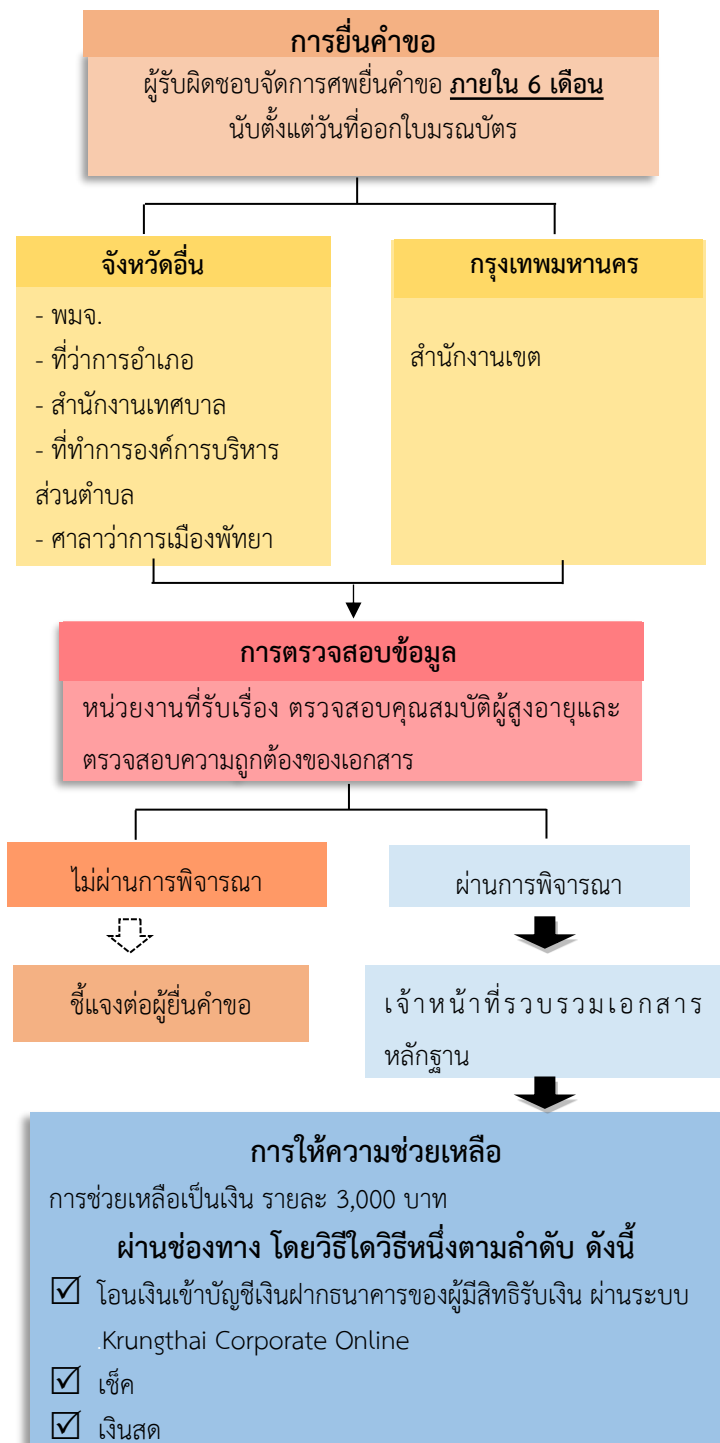 การยื่นคำขอ
ผู้รับผิดชอบจัดการศพยื่นคำขอ ภายใน 6 เดือน
นับตั้งแต่วันที่ออกใบมรณบัตร
จังหวัดอื่น
- พมจ.
- ที่ว่าการอำเภอ
- สำนักงานเทศบาล
- ที่ทำการองค์การบริหาร
ส่วนตำบล
- ศาลาว่าการเมืองพัทยา
กรุงเทพมหานคร
สำนักงานเขต
การตรวจสอบข้อมูล
หน่วยงานที่รับเรื่อง ตรวจสอบคุณสมบัติผู้สูงอายุและ
ตรวจสอบความถูกต้องของเอกสาร
ไม่ผ่านการพิจารณา
ชี้แจงต่อผู้ยื่นคำขอ
ผ่านการพิจารณา
เจ้าหน้าที่รวบรวมเอกสาร
หลักฐาน
การให้ความช่วยเหลือ
การช่วยเหลือเป็นเงิน รายละ 3,000 บาท
ผ่านช่องทาง โดยวิธีใดวิธีหนึ่งตามลำดับ ดังนี้
☑ โอนเงินเข้าบัญชีเงินฝากธนาคารของผู้มีสิทธิรับเงิน ผ่านระบบ
.Krungthai Corporate Online
☑ เช็ค
☑ เงินสด